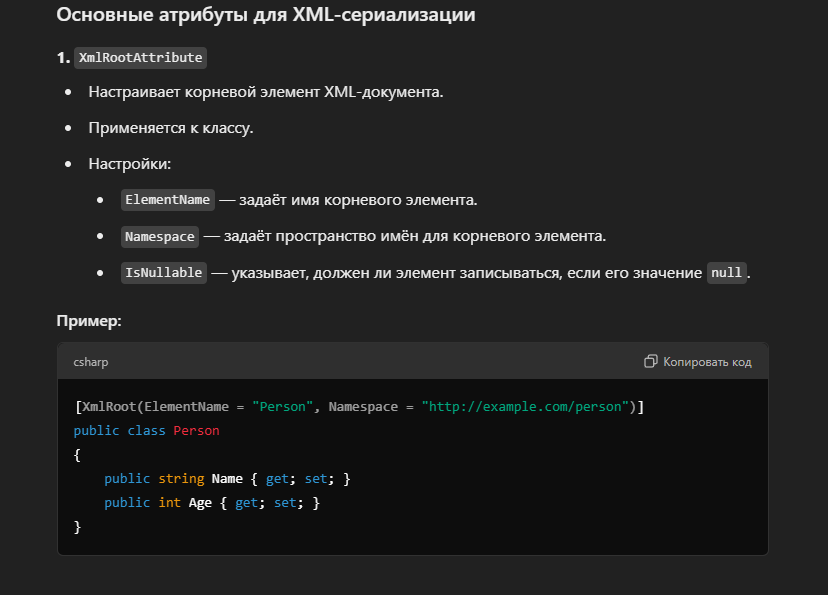 Основные атрибуты для XML-сериализации
1. XmlRootAttribute
• Настраивает корневой элемент XML-документа.
• Применяется к классу.
• Настройки:
• ElementName — задаёт имя корневого элемента.
• Namespace — задаёт пространство имён для корневого элемента.
• IsNullable — указывает, должен ли элемент записываться, если его значение null.
Пример:
csharp Копировать код
[XmlRoot(ElementName = "Person", Namespace = "http://example.com/person")]
public class Person
{
    public string Name { get; set; }
    public int Age { get; set; }
}